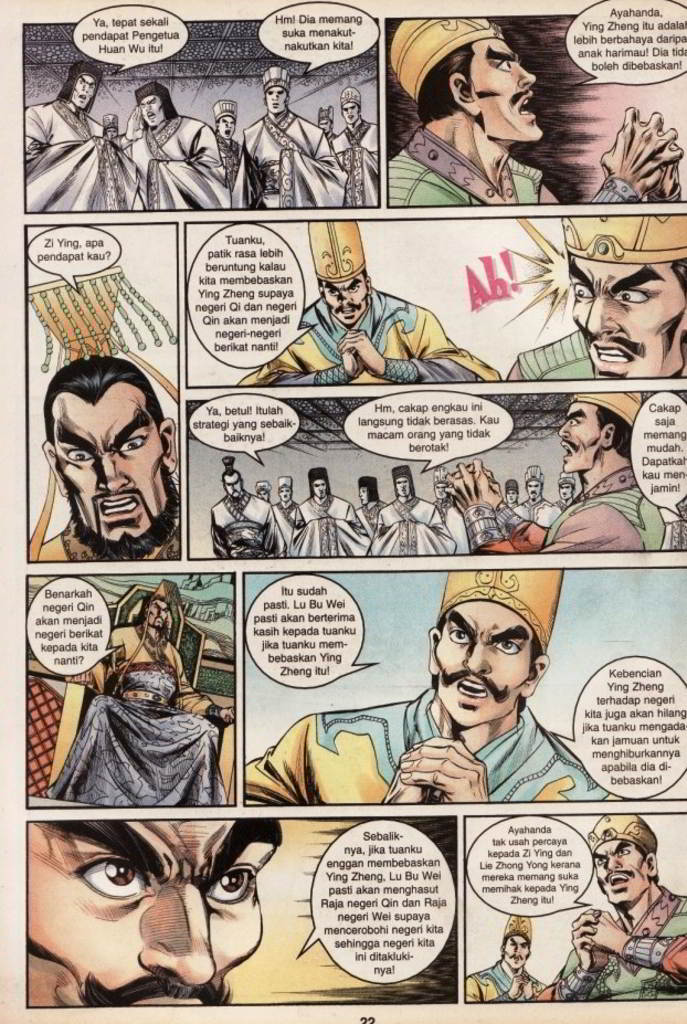 Ya, tepat sekali
pendapat Pengetua
Huan Wu itu!
Hm! Dia memang
suka menakut-
nakutkan kita!
Ayahanda,
Ying Zheng itu adala
lebih berbahaya daripa
anak harimau! Dia tida
boleh dibebaskan!
Zi Ying, apa
pendapat kau?
Tuanku,
patik rasa lebih
beruntung kalau
kita membebaskan
Ying Zheng supaya
negeri Qi dan negeri
Qin akan menjadi
negeri-negeri
berikat nanti!
Ah!
Ya, betul! Itulah
strategi yang sebaik-
baiknya!
Hm, cakap engkau ini
langsung tidak berasas. Kau
macam orang yang tidak
berotak!
Cakap
saja
memang
mudah.
Dapatkah
kau men-
jamin!
Benarkah
negeri Qin
akan menjadi
negeri berikat
kepada kita
nanti?
Itu sudah
pasti. Lu Bu Wei
pasti akan berterima
kasih kepada tuanku
jika tuanku mem-
bebaskan Ying
Zheng itu!
Kebencian
Ying Zheng
terhadap negeri
kita juga akan hilang
jika tuanku mengada-
kan jamuan untuk
menghiburkannya
apabila dia di-
bebaskan!
Sebalik-
nya, jika tuanku
enggan membebaskan
Ying Zheng, Lu Bu Wei
pasti akan menghasut
Raja negeri Qin dan Raja
negeri Wei supaya
mencerobohi negeri kita
sehingga negeri kita
ini ditakluki-
nya!
Ayahanda
tak usah percaya
kepada Zi Ying dan
Lie Zhong Yong kerana
mereka memang suka
memihak kepada Ying
Zheng itu!
22